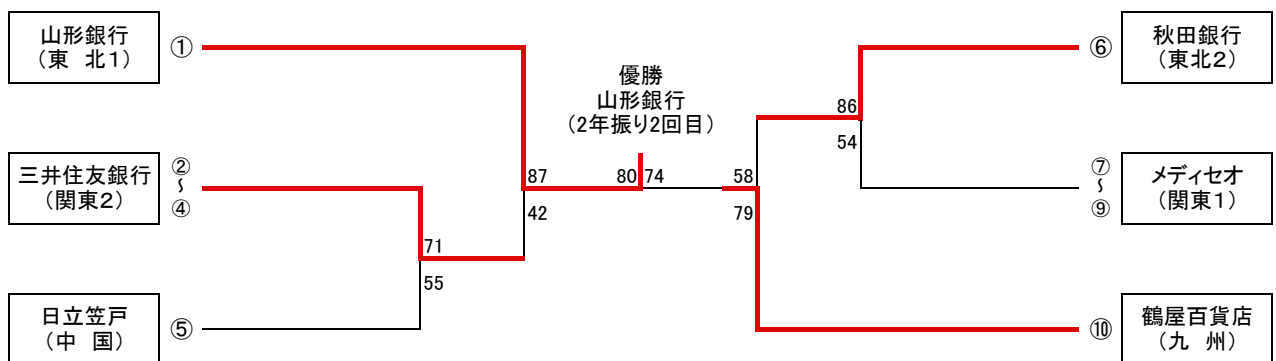 山形銀行
（東　北１）
①
三井住友銀行
（関東２）
②
～
④
日立笠戸
（中　国）
⑤
71
55
87
42
優勝
山形銀行
（2年振り2回目）
80
74
58
79
86
54
⑥
秋田銀行
（東北２）
⑦
～
⑨
メディセオ
（関東１）
⑩
鶴屋百貨店
（九　州）